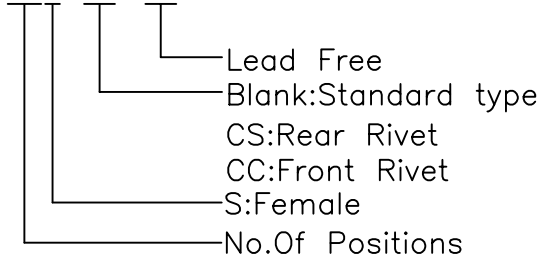 Lead Free
Blank:Standard type
CS:Rear Rivet
CC:Front Rivet
S:Female
No.Of Positions